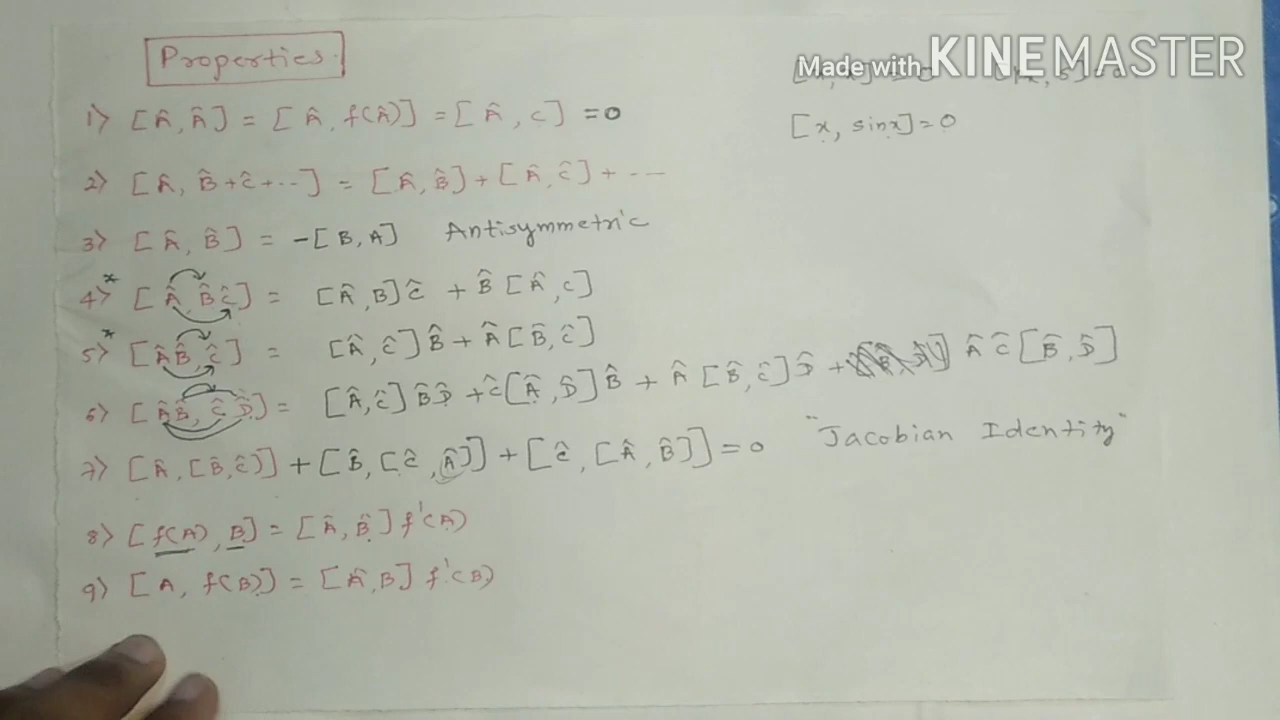 Properties.
Made with KINEMASTER
1) [Â, Â] = [Â, f(Â)] = [Â, c] = 0
[x, sinx] = 0
2) [Â, B̂+ĉ+...] = [Â, B̂] + [Â, ĉ] + ----
3) [Â, B̂] = -[B, A] Antisymmetric
*
4) [Â, B̂ĉ] = [Â, B]ĉ + B̂[Â, c]
*
5) [ÂB̂, ĉ] = [Â, ĉ]B̂ + Â[B̂, ĉ]
6) [ÂB̂, ĉD̂] = [Â, ĉ]B̂D̂ + ĉ[Â, D̂]B̂ + Â[B̂, ĉ]D̂ + Âĉ[B̂, D̂]
7) [Â, [B̂, ĉ]] + [B̂, [ĉ, Â]] + [ĉ, [Â, B̂]] = 0 "Jacobian Identity"
8) [f(A), B] = [Â, B̂] f'(A)
9) [A, f(B)] = [Â, B] f'(B)